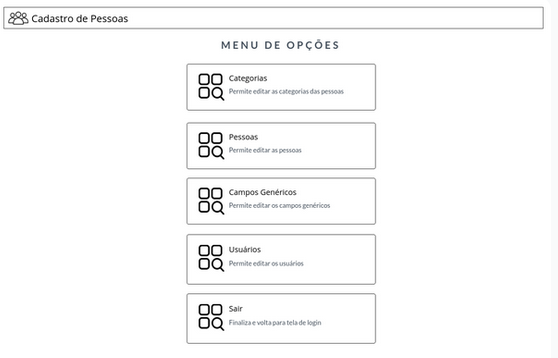 Cadastro de Pessoas
MENU DE OPÇÕES
Categorias
Permite editar as categorias das pessoas
Pessoas
Permite editar as pessoas
Campos Genéricos
Permite editar os campos genéricos
Usuários
Permite editar os usuários
Sair
Finaliza e volta para tela de login